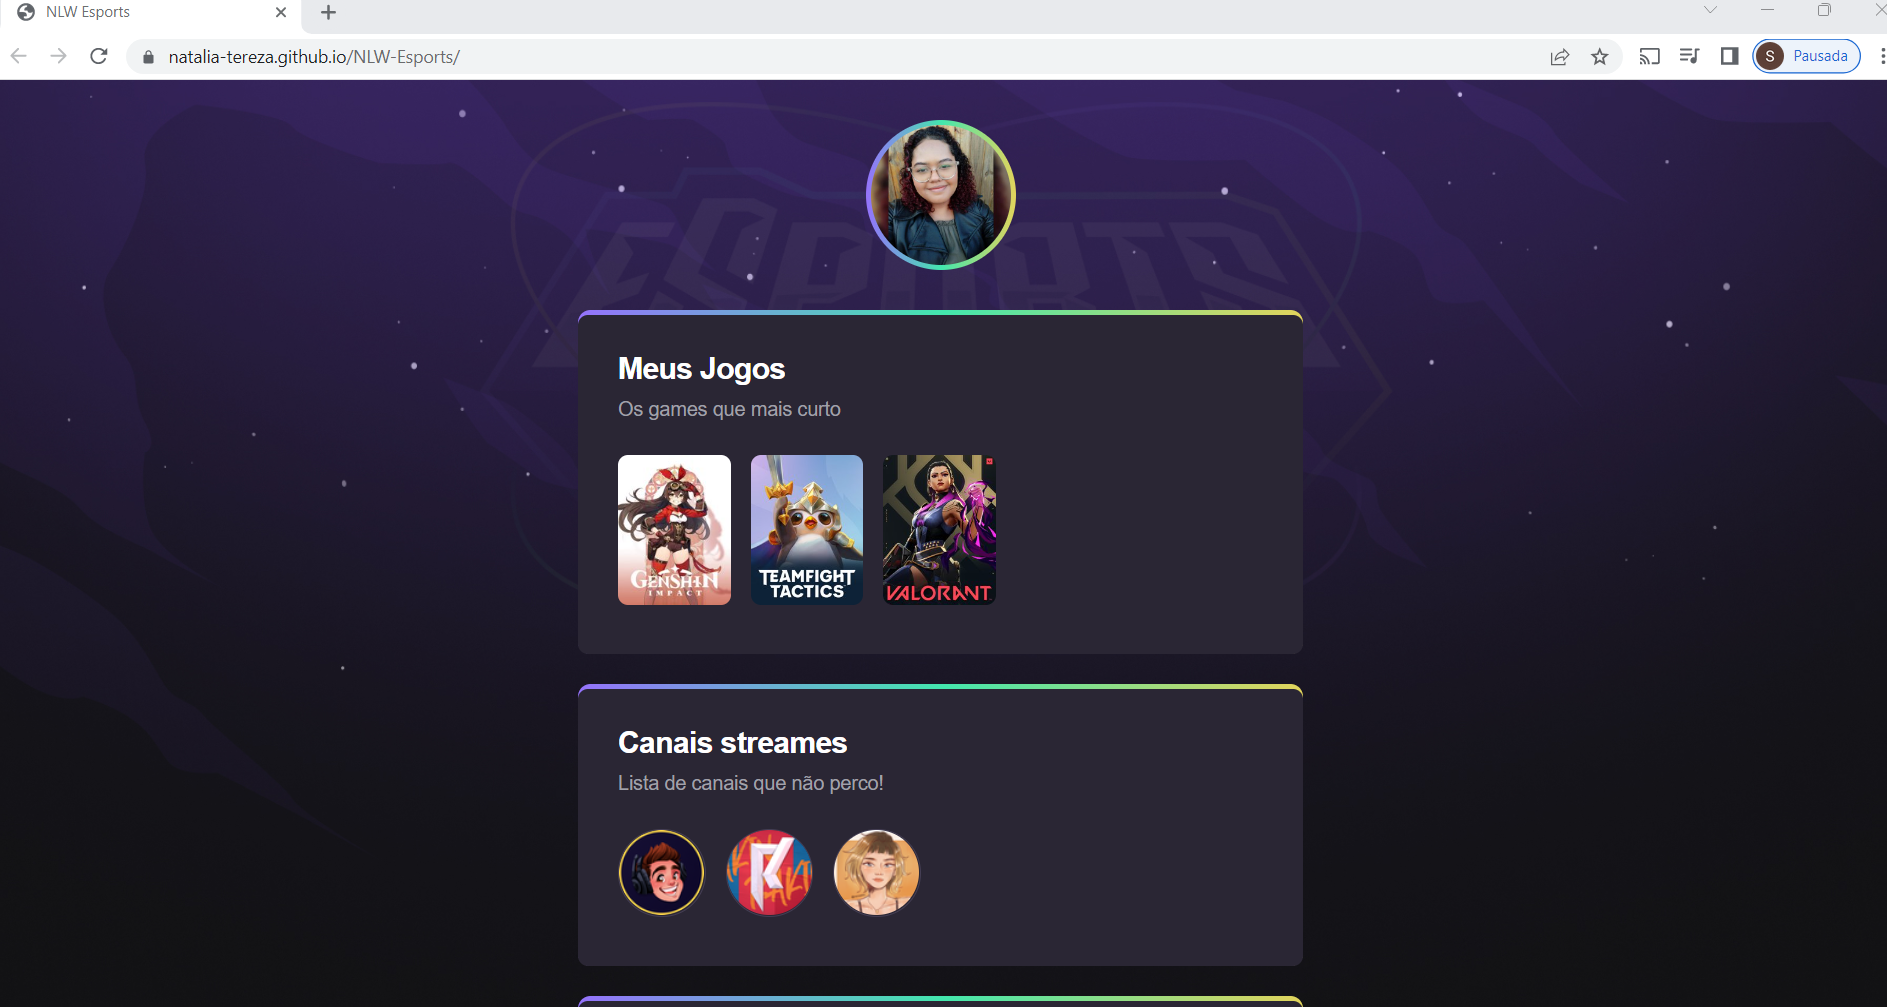 NLW Esports
natalia-tereza.github.io/NLW-Esports/
S Pausada
ESPORTS
Meus Jogos
Os games que mais curto
GENSHIN
IMPACT
TEAMFIGHT
TACTICS
VALORANT
Canais streames
Lista de canais que não perco!